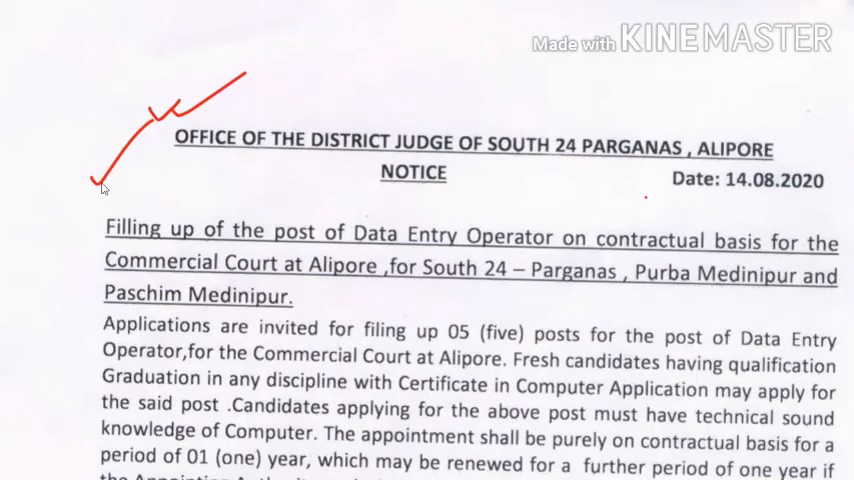 Made with KINEMASTER
OFFICE OF THE DISTRICT JUDGE OF SOUTH 24 PARGANAS , ALIPORE
NOTICE
Date: 14.08.2020
Filling up of the post of Data Entry Operator on contractual basis for the
Commercial Court at Alipore ,for South 24 – Parganas , Purba Medinipur and
Paschim Medinipur.
Applications are invited for filing up 05 (five) posts for the post of Data Entry
Operator,for the Commercial Court at Alipore. Fresh candidates having qualification
Graduation in any discipline with Certificate in Computer Application may apply for
the said post .Candidates applying for the above post must have technical sound
knowledge of Computer. The appointment shall be purely on contractual basis for a
period of 01 (one) year, which may be renewed for a further period of one year if